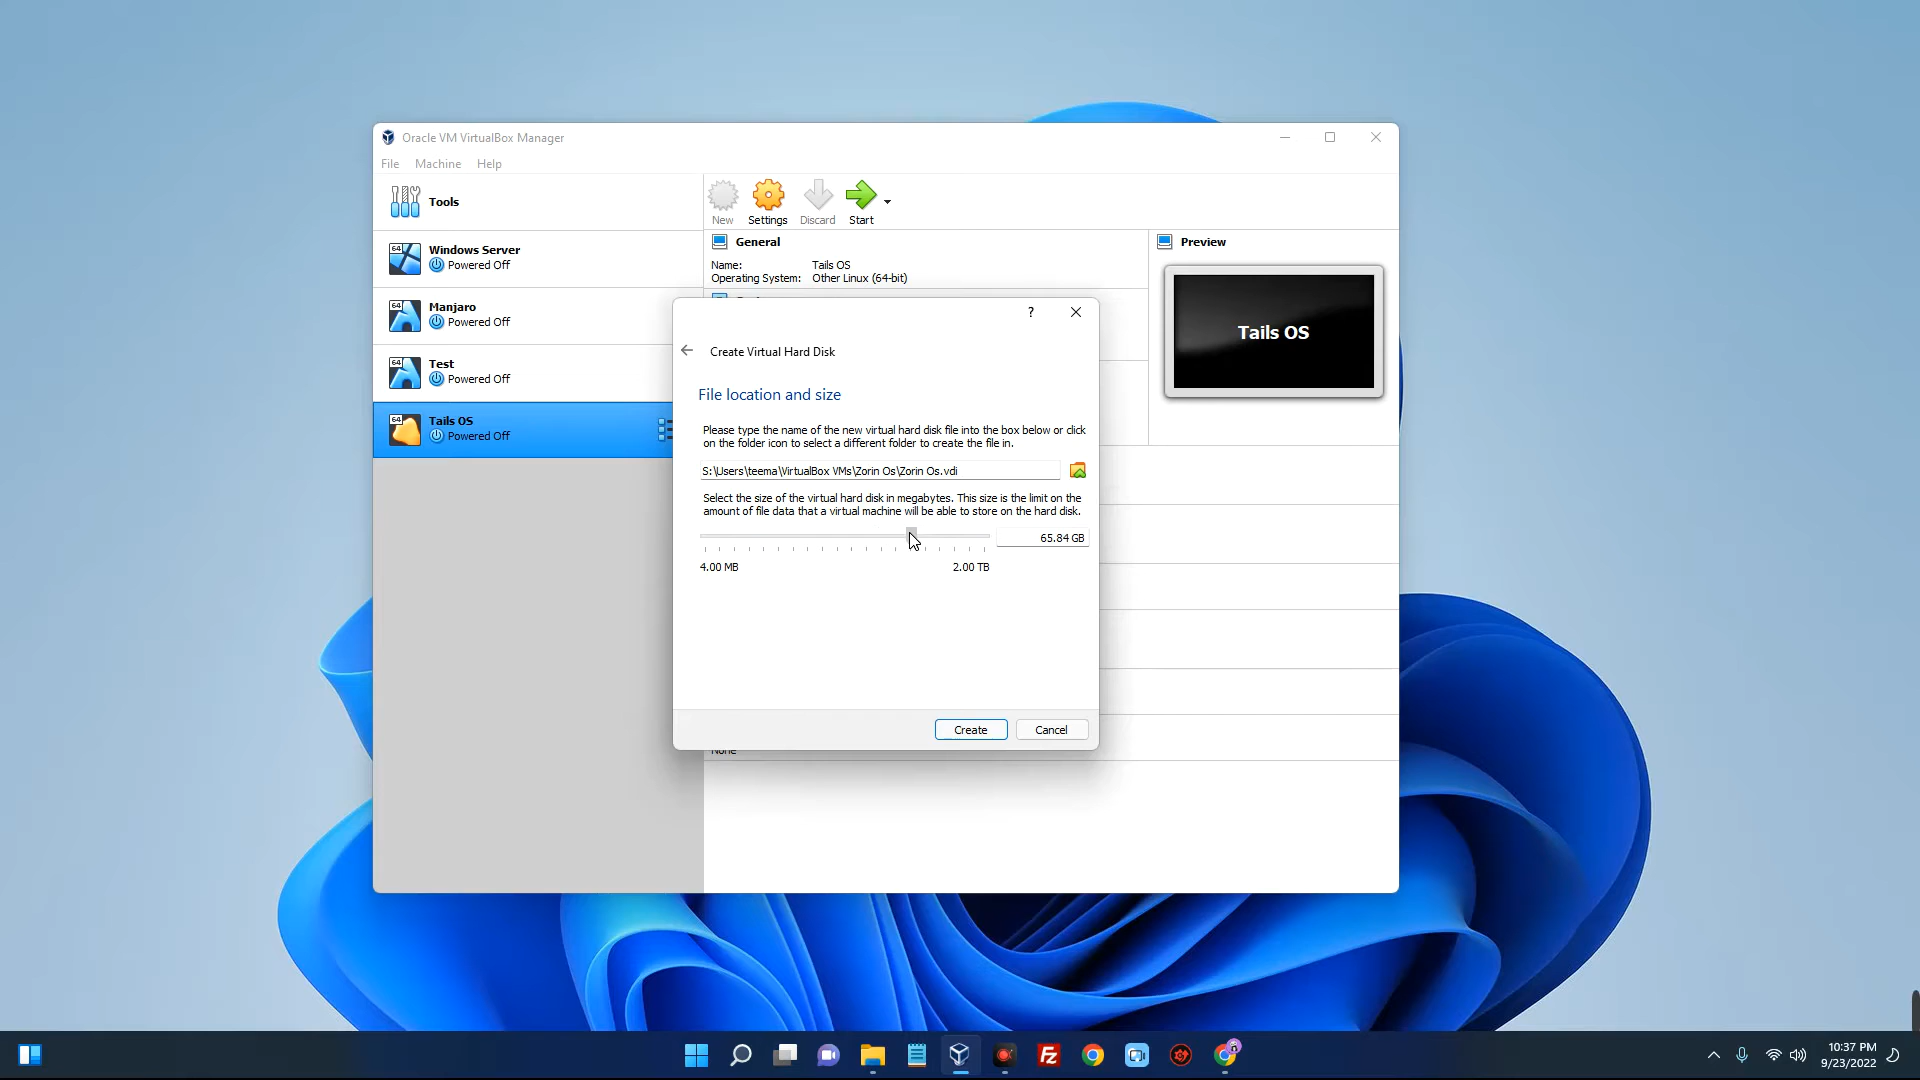 Oracle VM VirtualBox Manager
File Machine Help
Tools
New Settings Discard Start
64
Windows Server
Powered Off
64
Manjaro
Powered Off
64
Test
Powered Off
64
Tails OS
Powered Off
General
Name: Tails OS
Operating System: Other Linux (64-bit)
Preview
Tails OS
?
Create Virtual Hard Disk
File location and size
Please type the name of the new virtual hard disk file into the box below or click
on the folder icon to select a different folder to create the file in.
S:\Users\teema\VirtualBox VMs\Zorin Os\Zorin Os.vdi
Select the size of the virtual hard disk in megabytes. This size is the limit on the
amount of file data that a virtual machine will be able to store on the hard disk.
65.84 GB
4.00 MB 2.00 TB
Create Cancel
None
Fz
10:37 PM
9/23/2022